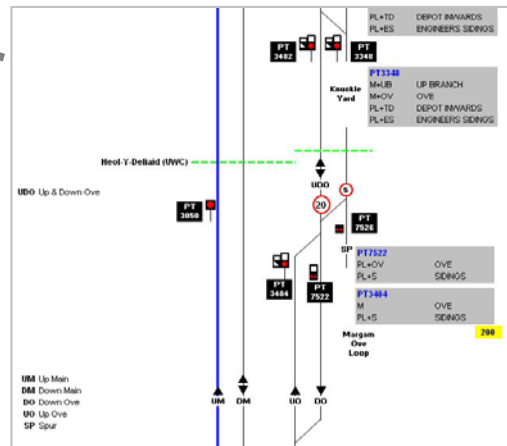 PL+TD DEPOT INWARDS
PL+ES ENGINEERS SIDINGS
PT 3482
PT 3348
PT3348
M+UB UP BRANCH
M+OV OVE
PL+TD DEPOT INWARDS
PL+ES ENGINEERS SIDINGS
Knuckle
Yard
Heol-Y-Deliaid (UWC)
UDO
UDO Up & Down Ove
20
S
PT 3050
PT 7526
SP
PT7522
PL+OV OVE
PL+S SIDINGS
PT 3484
PT 7522
PT3484
M OVE
PL+S SIDINGS
200
Margam
Ove
Loop
UM Up Main
DM Down Main
DO Down Ove
UO Up Ove
SP Spur
UM
DM
UO
DO